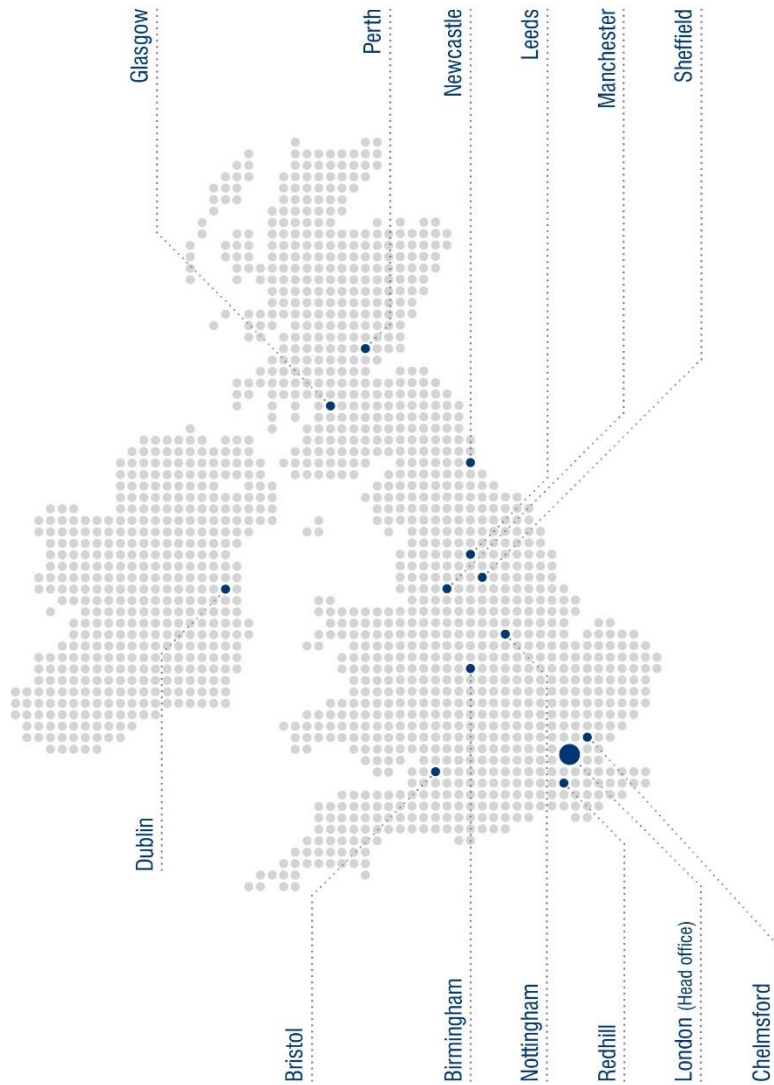 Glasgow
Perth
Newcastle
Leeds
Manchester
Sheffield
Dublin
Bristol
Birmingham
Nottingham
Redhill
London (Head office)
Chelmsford